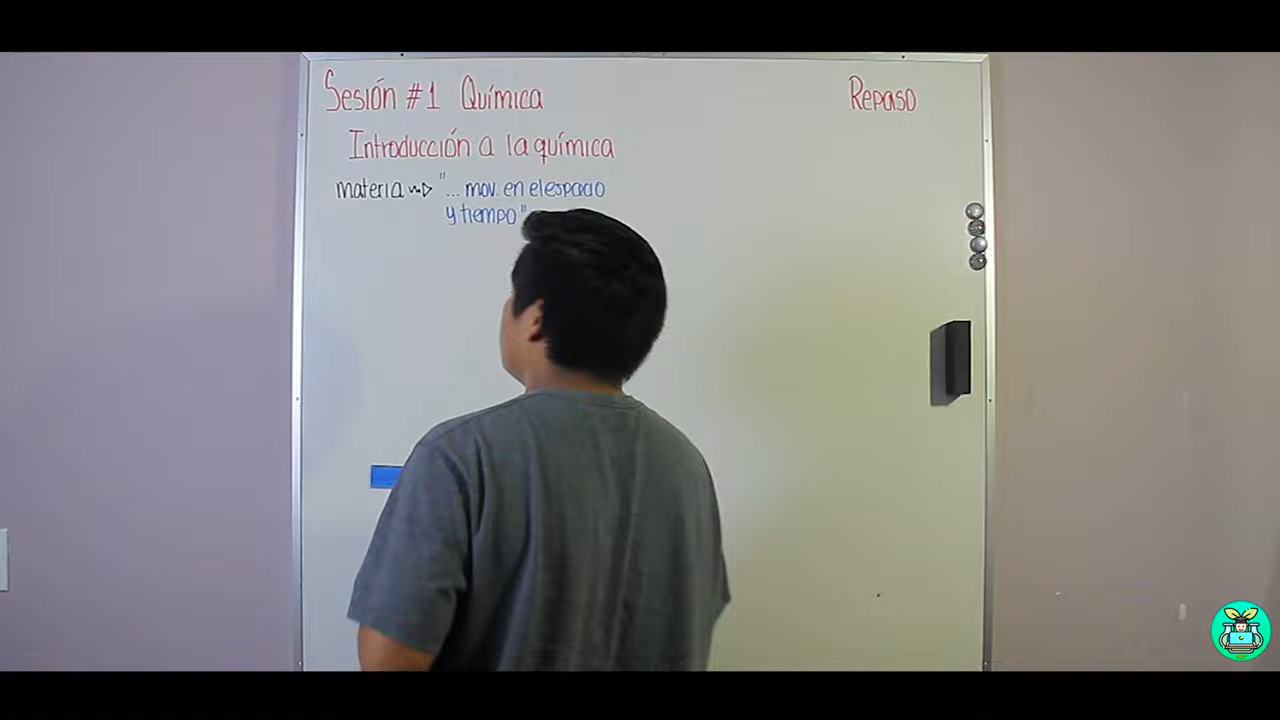 Sesión #1 Química
Repaso
Introducción a la química
materia ⇝ "... mov. en el espacio
y tiempo"